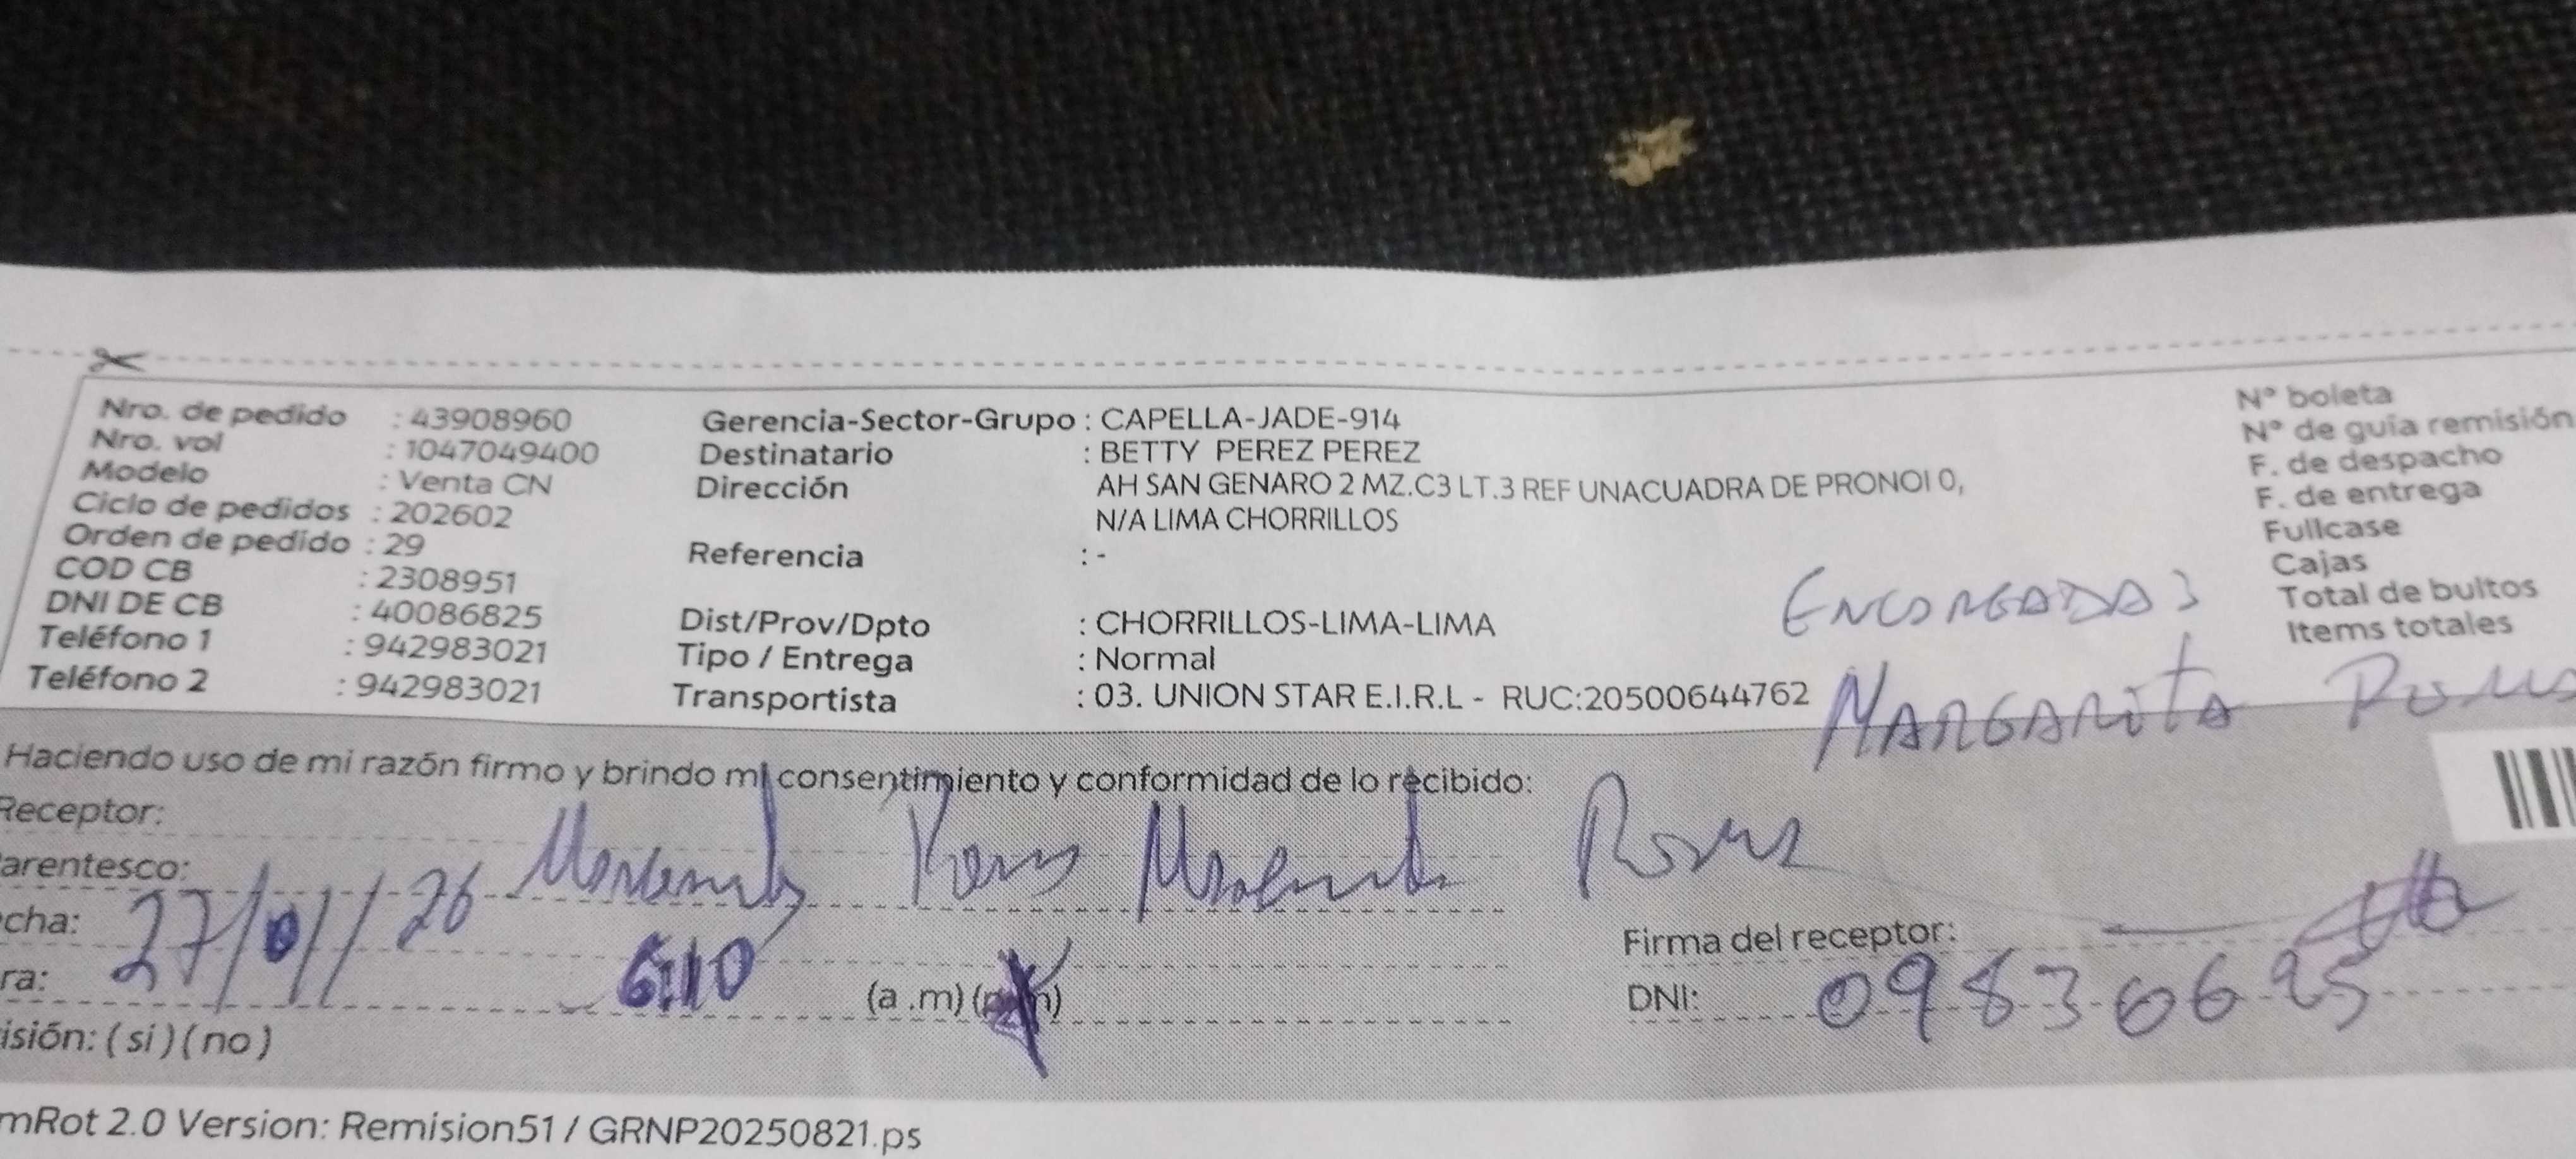 Nro. de pedido : 43908960
Nro. vol : 1047049400
Modelo : Venta CN
Ciclo de pedidos : 202602
Orden de pedido : 29
COD CB : 2308951
DNI DE CB : 40086825
Teléfono 1 : 942983021
Teléfono 2 : 942983021
Gerencia-Sector-Grupo : CAPELLA-JADE-914
Destinatario : BETTY PEREZ PEREZ
Dirección AH SAN GENARO 2 MZ.C3 LT.3 REF UNACUADRA DE PRONOI 0,
N/A LIMA CHORRILLOS
Referencia : -
Dist/Prov/Dpto : CHORRILLOS-LIMA-LIMA
Tipo / Entrega : Normal
Transportista : 03. UNION STAR E.I.R.L - RUC:20500644762
N° boleta
N° de guía remisión
F. de despacho
F. de entrega
Fullcase
Cajas
Total de bultos
Items totales
ENCARGADA:
MARGARITA
Haciendo uso de mi razón firmo y brindo mi consentimiento y conformidad de lo recibido:
Receptor:
arentesco:
cha: 27/01/26
ra: 6:10 (a .m) (p.m)
Firma del receptor:
DNI: 09830695
isión: ( si ) ( no )
mRot 2.0 Version: Remision51 / GRNP20250821.ps